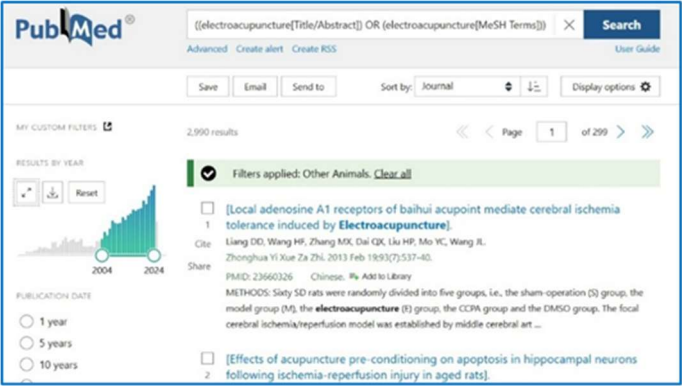 PubMed®
((electroacupuncture[Title/Abstract]) OR (electroacupuncture[MeSH Terms]))
Search
Advanced Create alert Create RSS
User Guide
Save Email Send to
Sort by: Journal
Display options
MY CUSTOM FILTERS
2,990 results
Page 1 of 299
RESULTS BY YEAR
Reset
2004 2024
Filters applied: Other Animals. Clear all
1
Cite
Share
[Local adenosine A1 receptors of baihui acupoint mediate cerebral ischemia
tolerance induced by Electroacupuncture].
Liang DD, Wang HF, Zhang MX, Dai QX, Liu HP, Mo YC, Wang JL.
Zhonghua Yi Xue Za Zhi. 2013 Feb 19;93(7):537-40.
PMID: 23660326 Chinese. Add to Library
METHODS: Sixty SD rats were randomly divided into five groups, i.e., the sham-operation (S) group, the
model group (M), the electroacupuncture (E) group, the CCPA group and the DMSO group. The focal
cerebral ischemia/reperfusion model was established by middle cerebral art ...
PUBLICATION DATE
1 year
5 years
10 years
2
[Effects of acupuncture pre-conditioning on apoptosis in hippocampal neurons
following ischemia-reperfusion injury in aged rats].